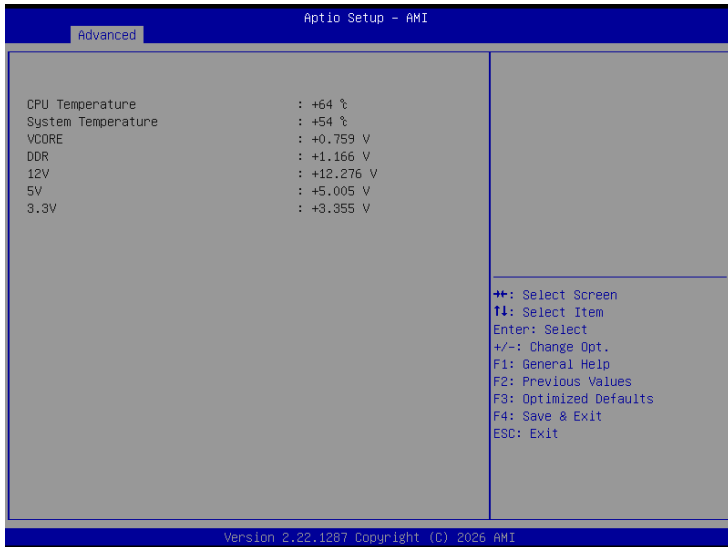 Aptio Setup – AMI
Advanced
CPU Temperature : +64 ℃
System Temperature : +54 ℃
VCORE : +0.759 V
DDR : +1.166 V
12V : +12.276 V
5V : +5.005 V
3.3V : +3.355 V
→←: Select Screen
↑↓: Select Item
Enter: Select
+/-: Change Opt.
F1: General Help
F2: Previous Values
F3: Optimized Defaults
F4: Save & Exit
ESC: Exit
Version 2.22.1287 Copyright (C) 2026 AMI